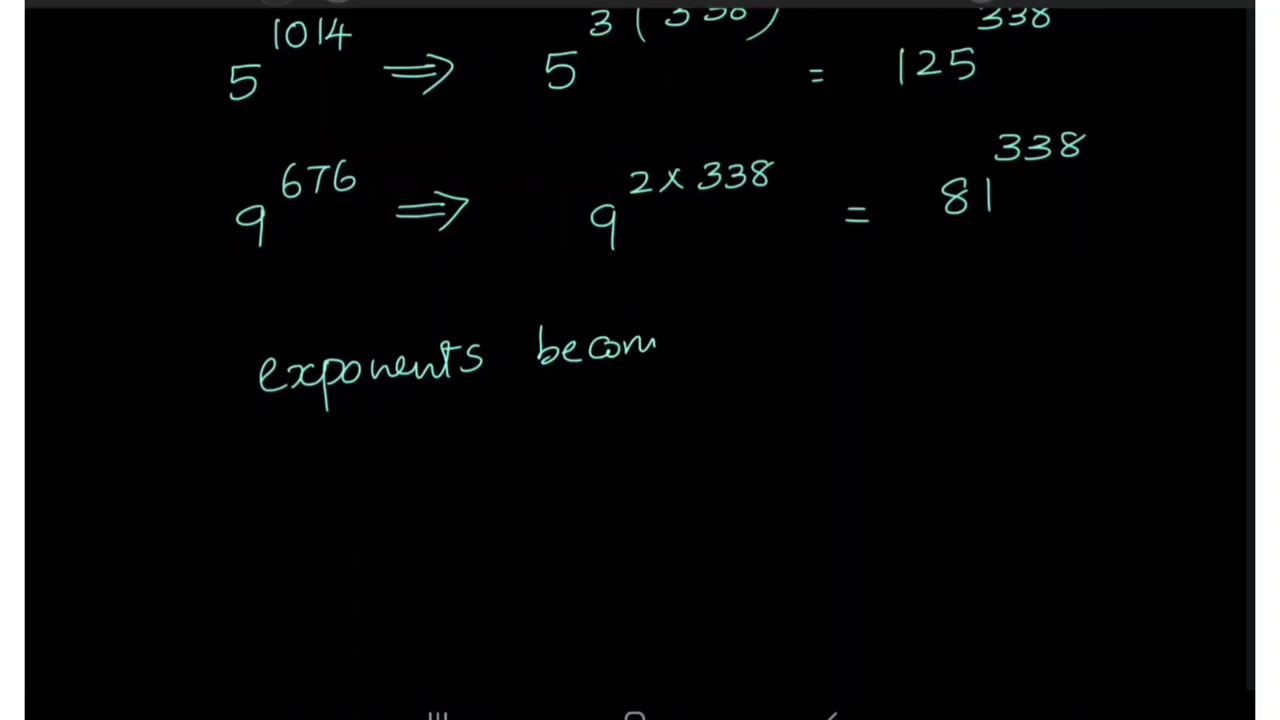 5^1014 ⟹ 5^3(338) = 125^338
9^676 ⟹ 9^2×338 = 81^338
exponents becom